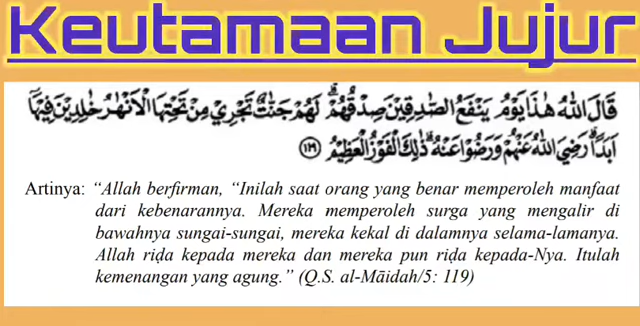 Keutamaan Jujur
قَالَ اللّٰهُ هٰذَا يَوْمُ يَنْفَعُ الصّٰدِقِيْنَ صِدْقُهُمْ ۗ لَهُمْ جَنّٰتٌ تَجْرِيْ مِنْ تَحْتِهَا الْاَنْهٰرُ خٰلِدِيْنَ فِيْهَآ
اَبَدًا ۗ رَضِيَ اللّٰهُ عَنْهُمْ وَرَضُوْا عَنْهُ ۗ ذٰلِكَ الْفَوْزُ الْعَظِيْمُ ﴿١١٩﴾
Artinya: “Allah berfirman, “Inilah saat orang yang benar memperoleh manfaat
dari kebenarannya. Mereka memperoleh surga yang mengalir di
bawahnya sungai-sungai, mereka kekal di dalamnya selama-lamanya.
Allah riḍa kepada mereka dan mereka pun riḍa kepada-Nya. Itulah
kemenangan yang agung.” (Q.S. al-Māidah/5: 119)